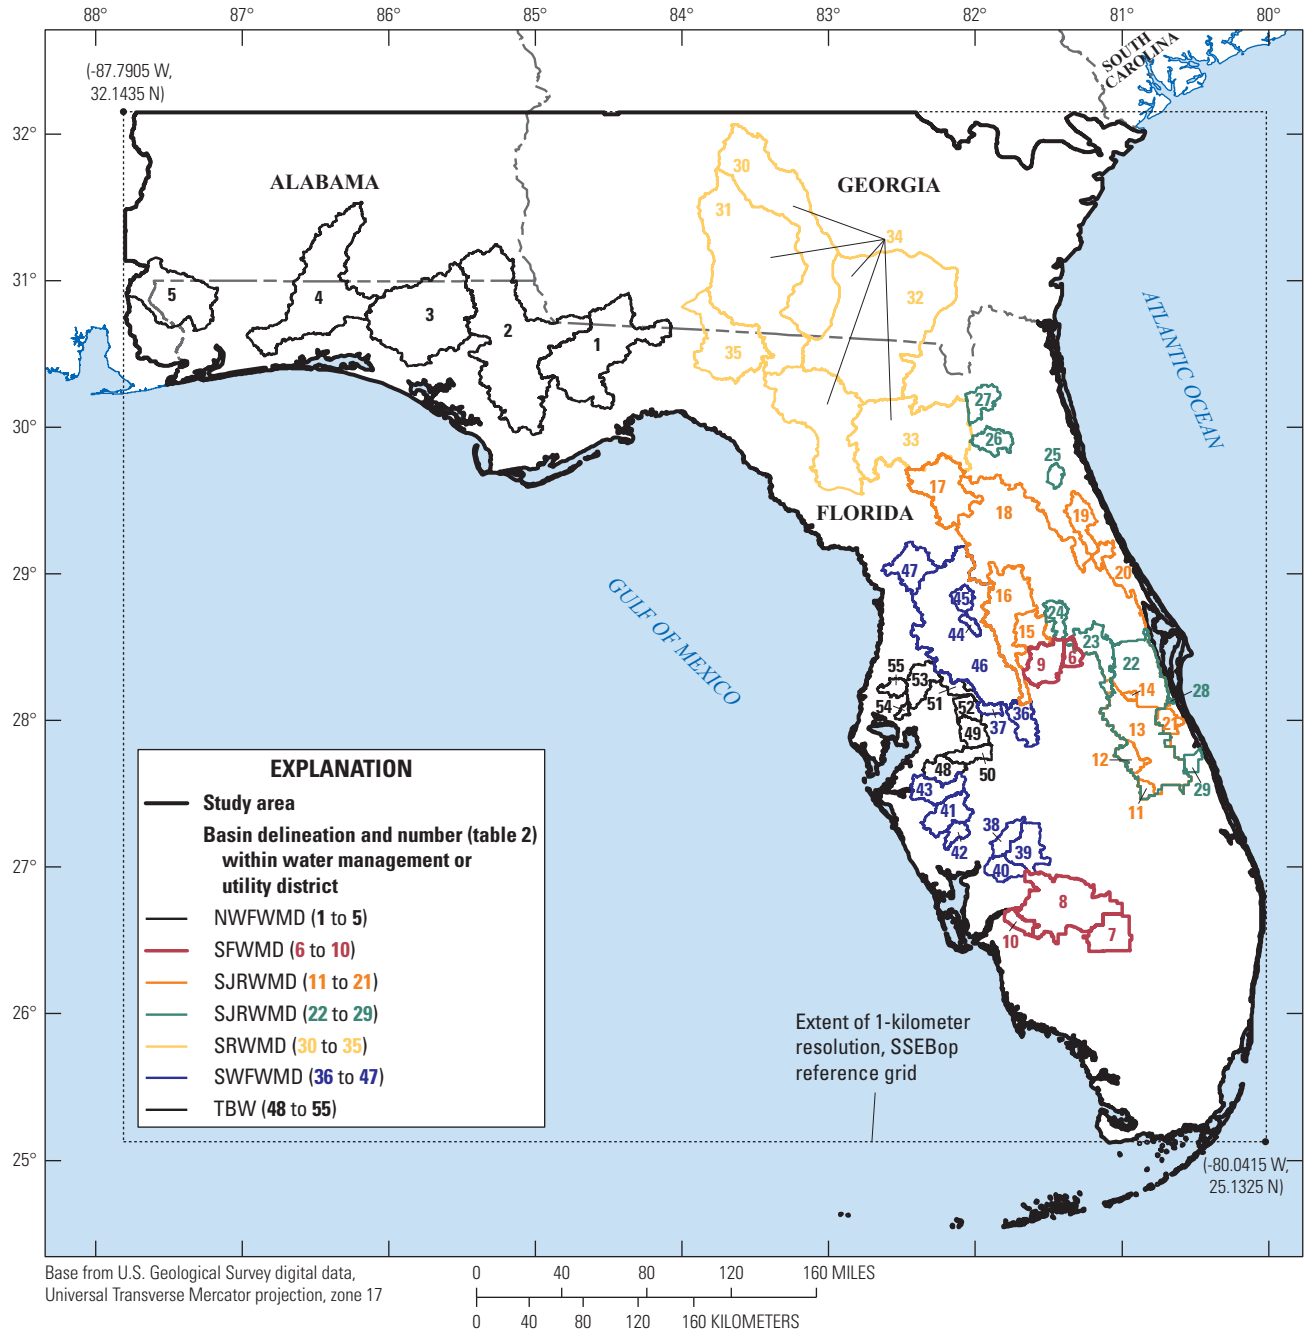 88° 87° 86° 85° 84° 83° 82° 81° 80°
(-87.7905 W,
32.1435 N)
SOUTH
CAROLINA
32°
ALABAMA
GEORGIA
30
31
34
31°
5
4
3
2
1
32
35
ATLANTIC OCEAN
27
30°
33
26
25
17
18
19
FLORIDA
20
29°
47
45
44
46
16
15
24
23
22
9
6
GULF OF MEXICO
55
53
54
51
52
49
50
48
37
36
14
28
13
21
12
29
11
28°
43
41
42
38
39
40
27°
8
7
10
26°
25°
EXPLANATION
Study area
Basin delineation and number (table 2)
within water management or
utility district
NWFWMD (1 to 5)
SFWMD (6 to 10)
SJRWMD (11 to 21)
SJRWMD (22 to 29)
SRWMD (30 to 35)
SWFWMD (36 to 47)
TBW (48 to 55)
Extent of 1-kilometer
resolution, SSEBop
reference grid
(-80.0415 W,
25.1325 N)
Base from U.S. Geological Survey digital data,
Universal Transverse Mercator projection, zone 17
0 40 80 120 160 MILES
0 40 80 120 160 KILOMETERS